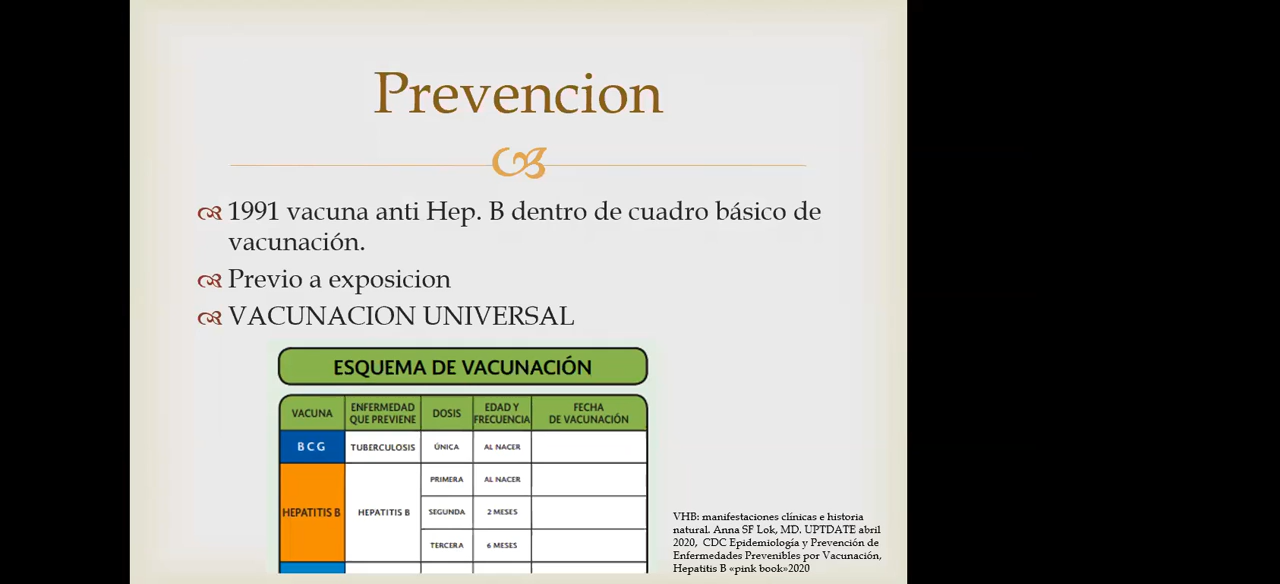 Prevencion
1991 vacuna anti Hep. B dentro de cuadro básico de
vacunación.
Previo a exposicion
VACUNACION UNIVERSAL
ESQUEMA DE VACUNACIÓN
VACUNA ENFERMEDAD QUE PREVIENE DOSIS EDAD Y FRECUENCIA FECHA DE VACUNACIÓN
BCG TUBERCULOSIS ÚNICA AL NACER
HEPATITIS B HEPATITIS B PRIMERA AL NACER
SEGUNDA 2 MESES
TERCERA 6 MESES
VHB: manifestaciones clínicas e historia
natural. Anna SF Lok, MD. UPTDATE abril
2020, CDC Epidemiología y Prevención de
Enfermedades Prevenibles por Vacunación,
Hepatitis B «pink book»2020